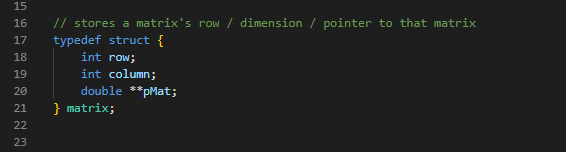 15
16 // stores a matrix's row / dimension / pointer to that matrix
17 typedef struct {
18     int row;
19     int column;
20     double **pMat;
21 } matrix;
22
23